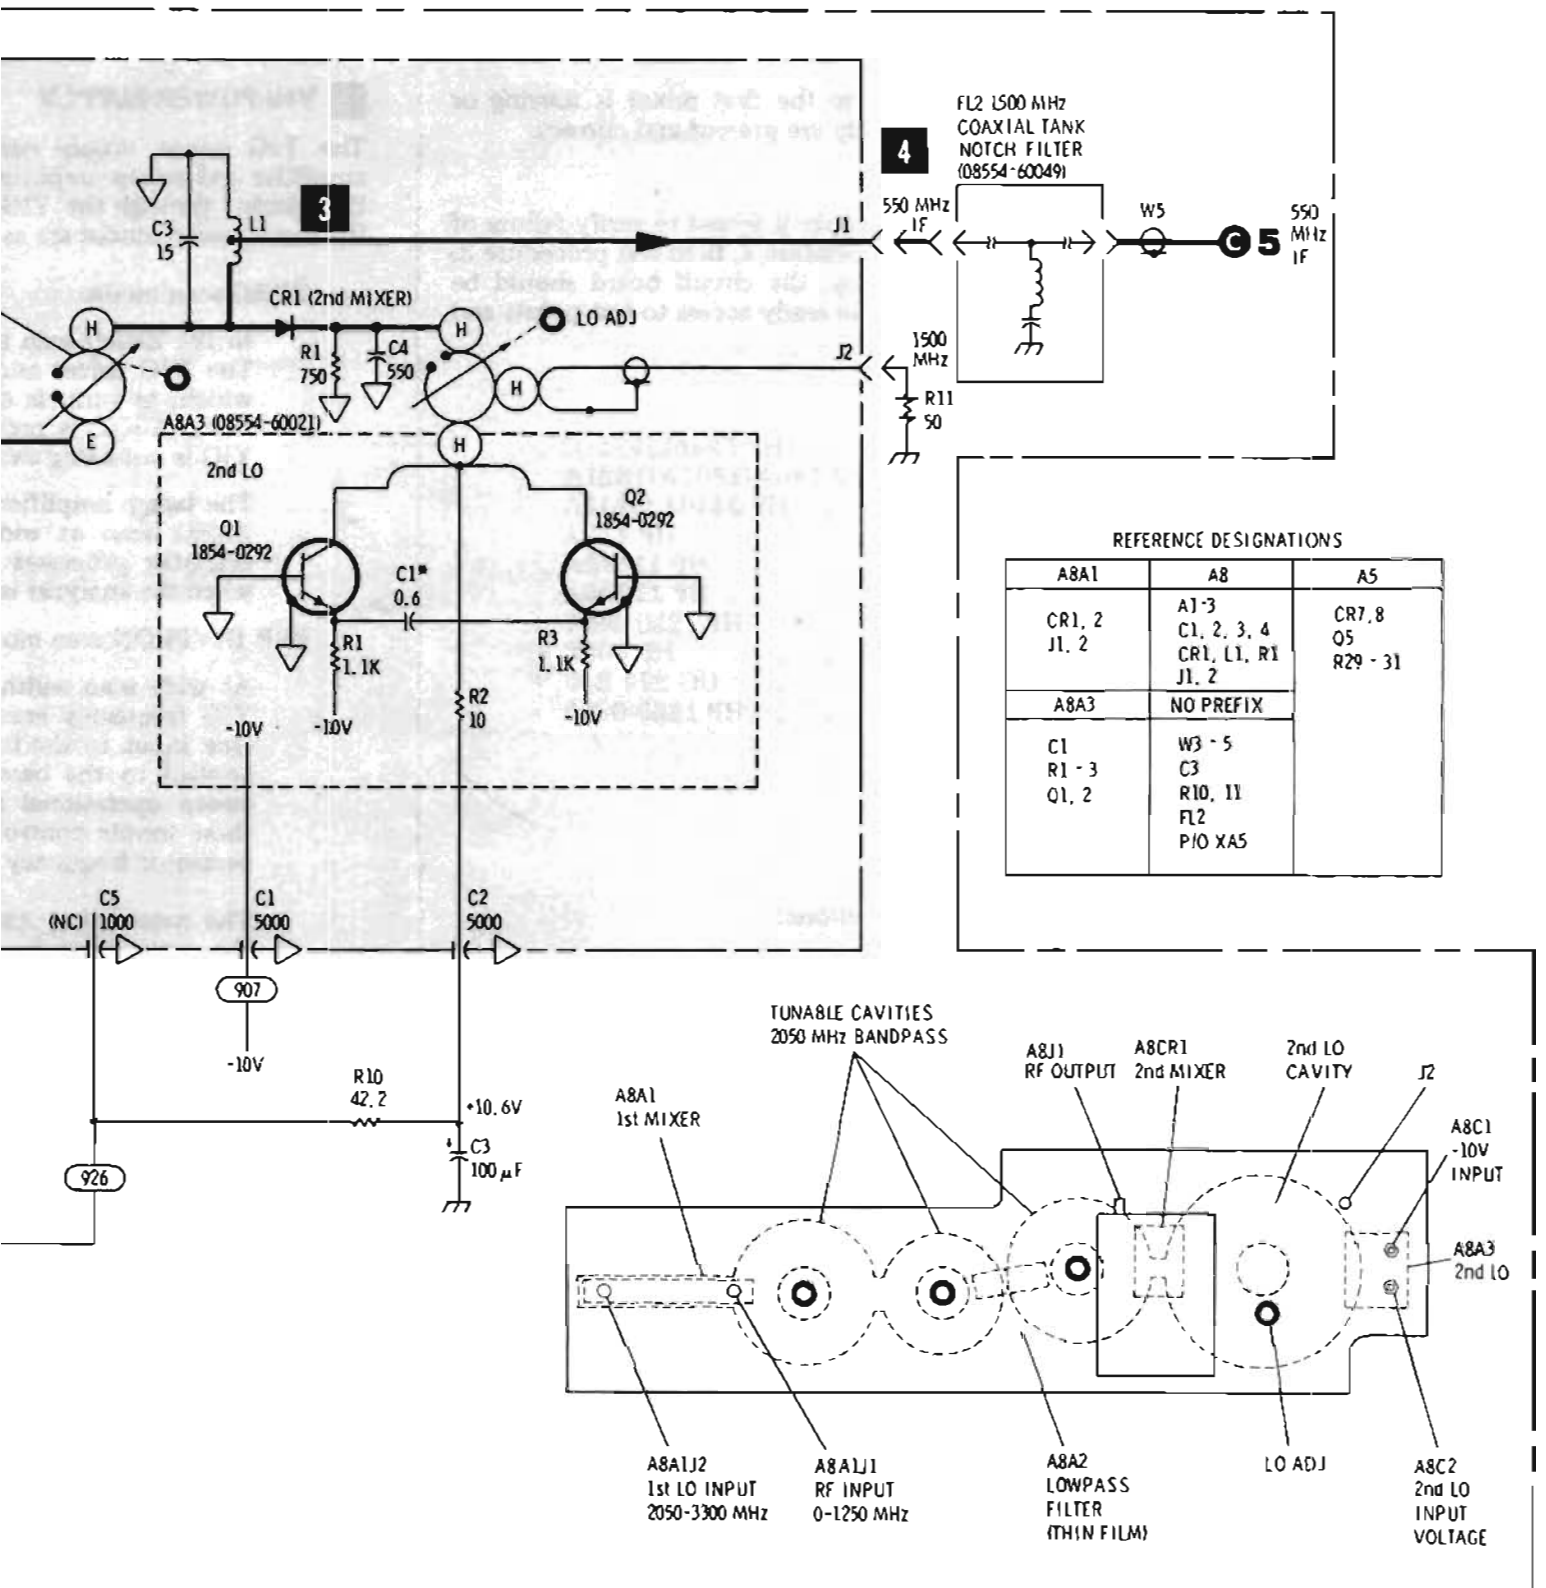 FL2 1500 MHz
COAXIAL TANK
NOTCH FILTER
(08554-60049)
4
3
C3
15
L1
J1
550 MHz
IF
W5
C 5
550
MHz
IF
CR1 (2nd MIXER)
H
H
LO ADJ
R1
750
C4
550
J2
1500
MHz
H
R11
50
A8A3 (08554-60021)
E
H
2nd LO
Q2
1854-0292
Q1
1854-0292
C1*
0.6
R1
1.1K
R3
1.1K
R2
10
-10V
-10V
-10V
REFERENCE DESIGNATIONS
A8A1 A8 A5
CR1, 2
J1, 2
A1-3
C1, 2, 3, 4
CR1, L1, R1
J1, 2
CR7,8
Q5
R29 - 31
A8A3 NO PREFIX
C1
R1 - 3
Q1, 2
W3 - 5
C3
R10, 11
FL2
P/O XA5
C5
(NC) 1000
C1
5000
C2
5000
907
-10V
R10
42.2
+10.6V
C3
100 µF
926
TUNABLE CAVITIES
2050 MHz BANDPASS
A8A1
1st MIXER
A8J1
RF OUTPUT
A8CR1
2nd MIXER
2nd LO
CAVITY
J2
A8C1
-10V
INPUT
A8A3
2nd LO
A8A1J2
1st LO INPUT
2050-3300 MHz
A8A1J1
RF INPUT
0-1250 MHz
A8A2
LOWPASS
FILTER
(THIN FILM)
LO ADJ
A8C2
2nd LO
INPUT
VOLTAGE